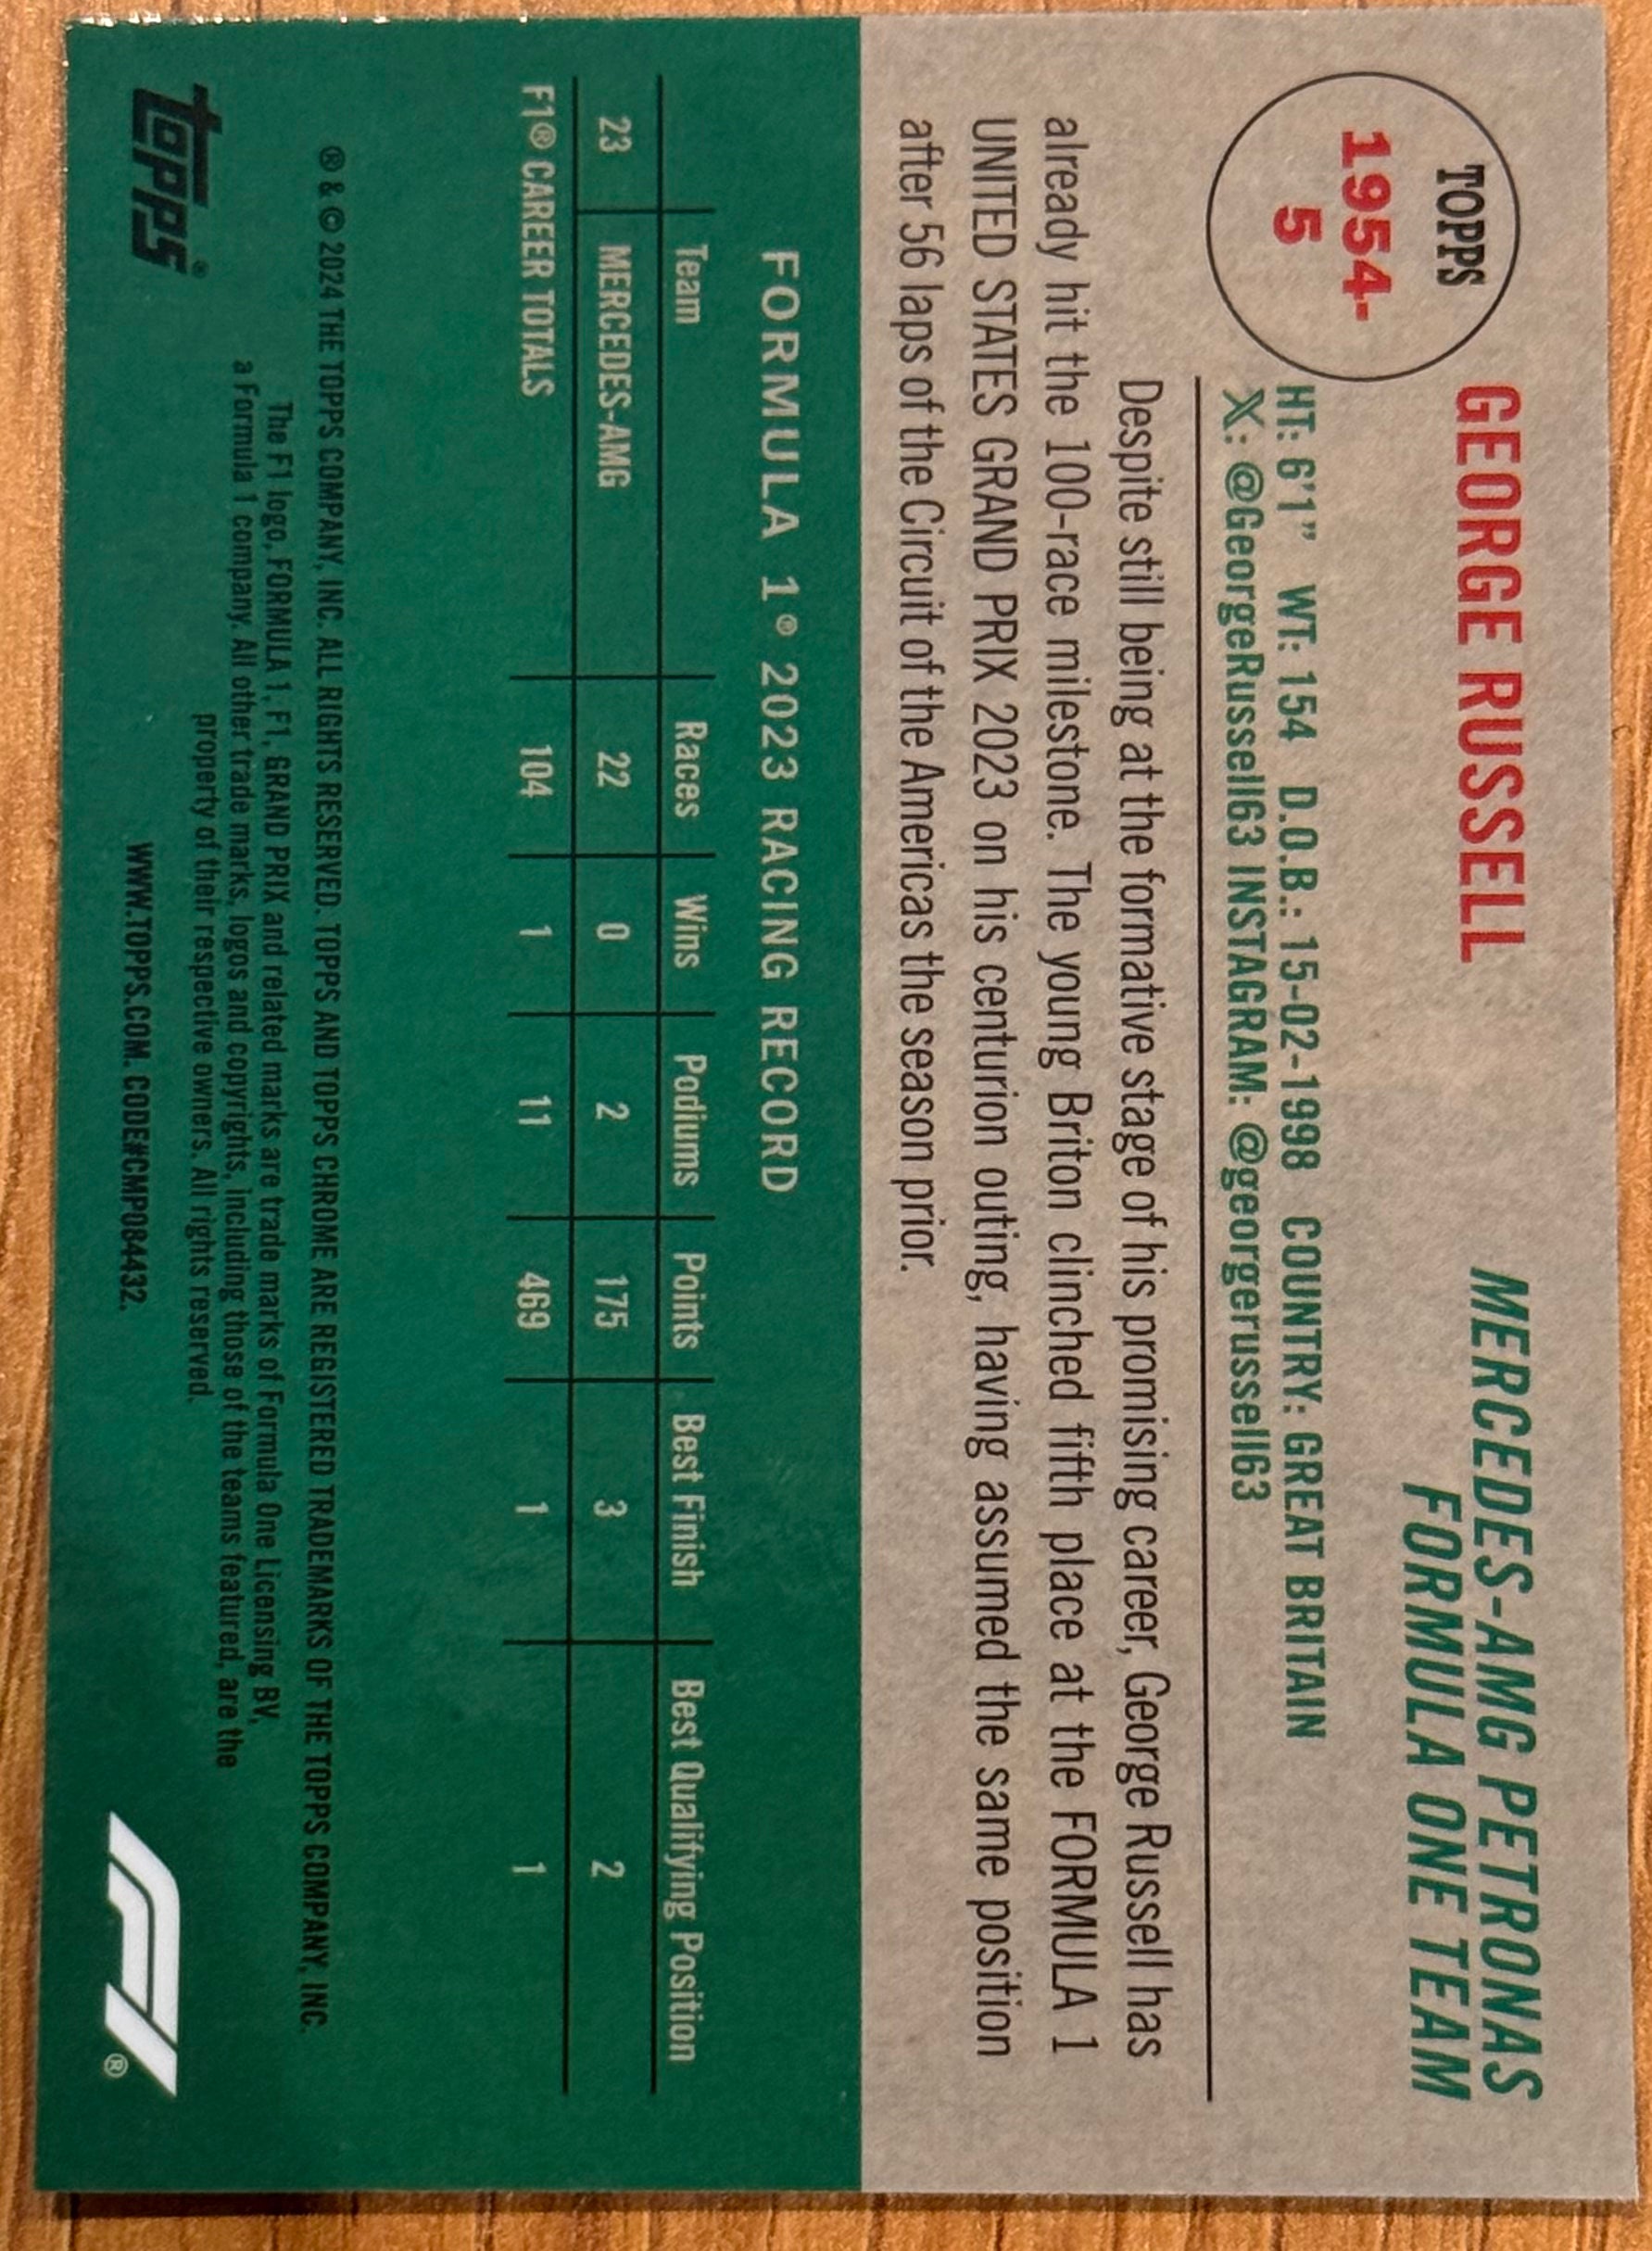 TOPPS
1954-
5
GEORGE RUSSELL
MERCEDES-AMG PETRONAS
FORMULA ONE TEAM
HT: 6'1" WT: 154 D.O.B.: 15-02-1998 COUNTRY: GREAT BRITAIN
X: @GeorgeRussell63 INSTAGRAM: @georgerussell63
Despite still being at the formative stage of his promising career, George Russell has
already hit the 100-race milestone. The young Briton clinched fifth place at the FORMULA 1
UNITED STATES GRAND PRIX 2023 on his centurion outing, having assumed the same position
after 56 laps of the Circuit of the Americas the season prior.
FORMULA 1® 2023 RACING RECORD
Team Races Wins Podiums Points Best Finish Best Qualifying Position
23 MERCEDES-AMG 22 0 2 175 3 2
F1® CAREER TOTALS 104 1 11 469 1 1
® & © 2024 THE TOPPS COMPANY, INC. ALL RIGHTS RESERVED. TOPPS AND TOPPS CHROME ARE REGISTERED TRADEMARKS OF THE TOPPS COMPANY, INC.
The F1 logo, FORMULA 1, F1, GRAND PRIX and related marks are trade marks of Formula One Licensing BV,
a Formula 1 company. All other trade marks, logos and copyrights, including those of the teams featured, are the
property of their respective owners. All rights reserved.
WWW.TOPPS.COM. CODE#CMP084432.
topps®
F1®